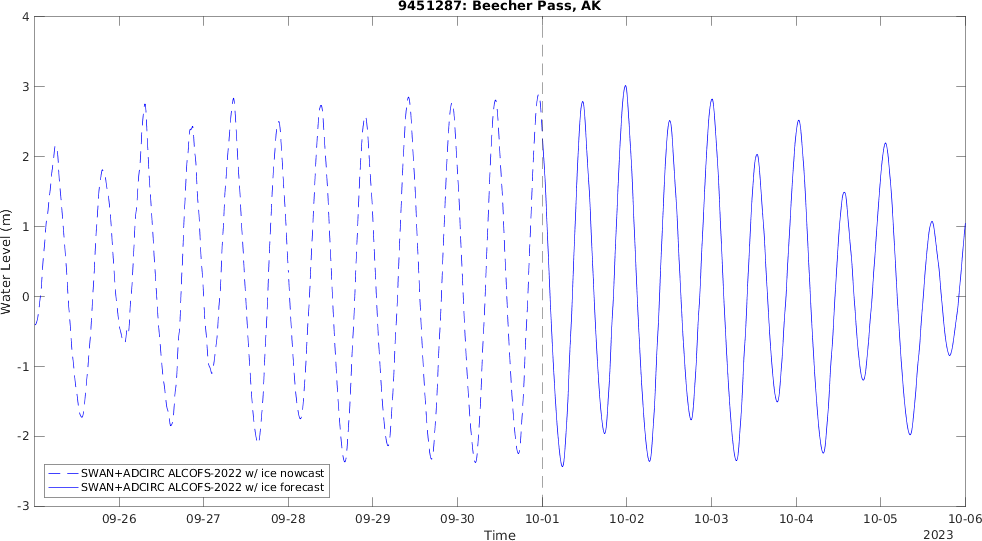 9451287: Beecher Pass, AK
4
3
2
1
0
-1
-2
-3
Water Level (m)
SWAN+ADCIRC ALCOFS-2022 w/ ice nowcast
SWAN+ADCIRC ALCOFS-2022 w/ ice forecast
09-26 09-27 09-28 09-29 09-30 10-01 10-02 10-03 10-04 10-05 10-06
Time
2023